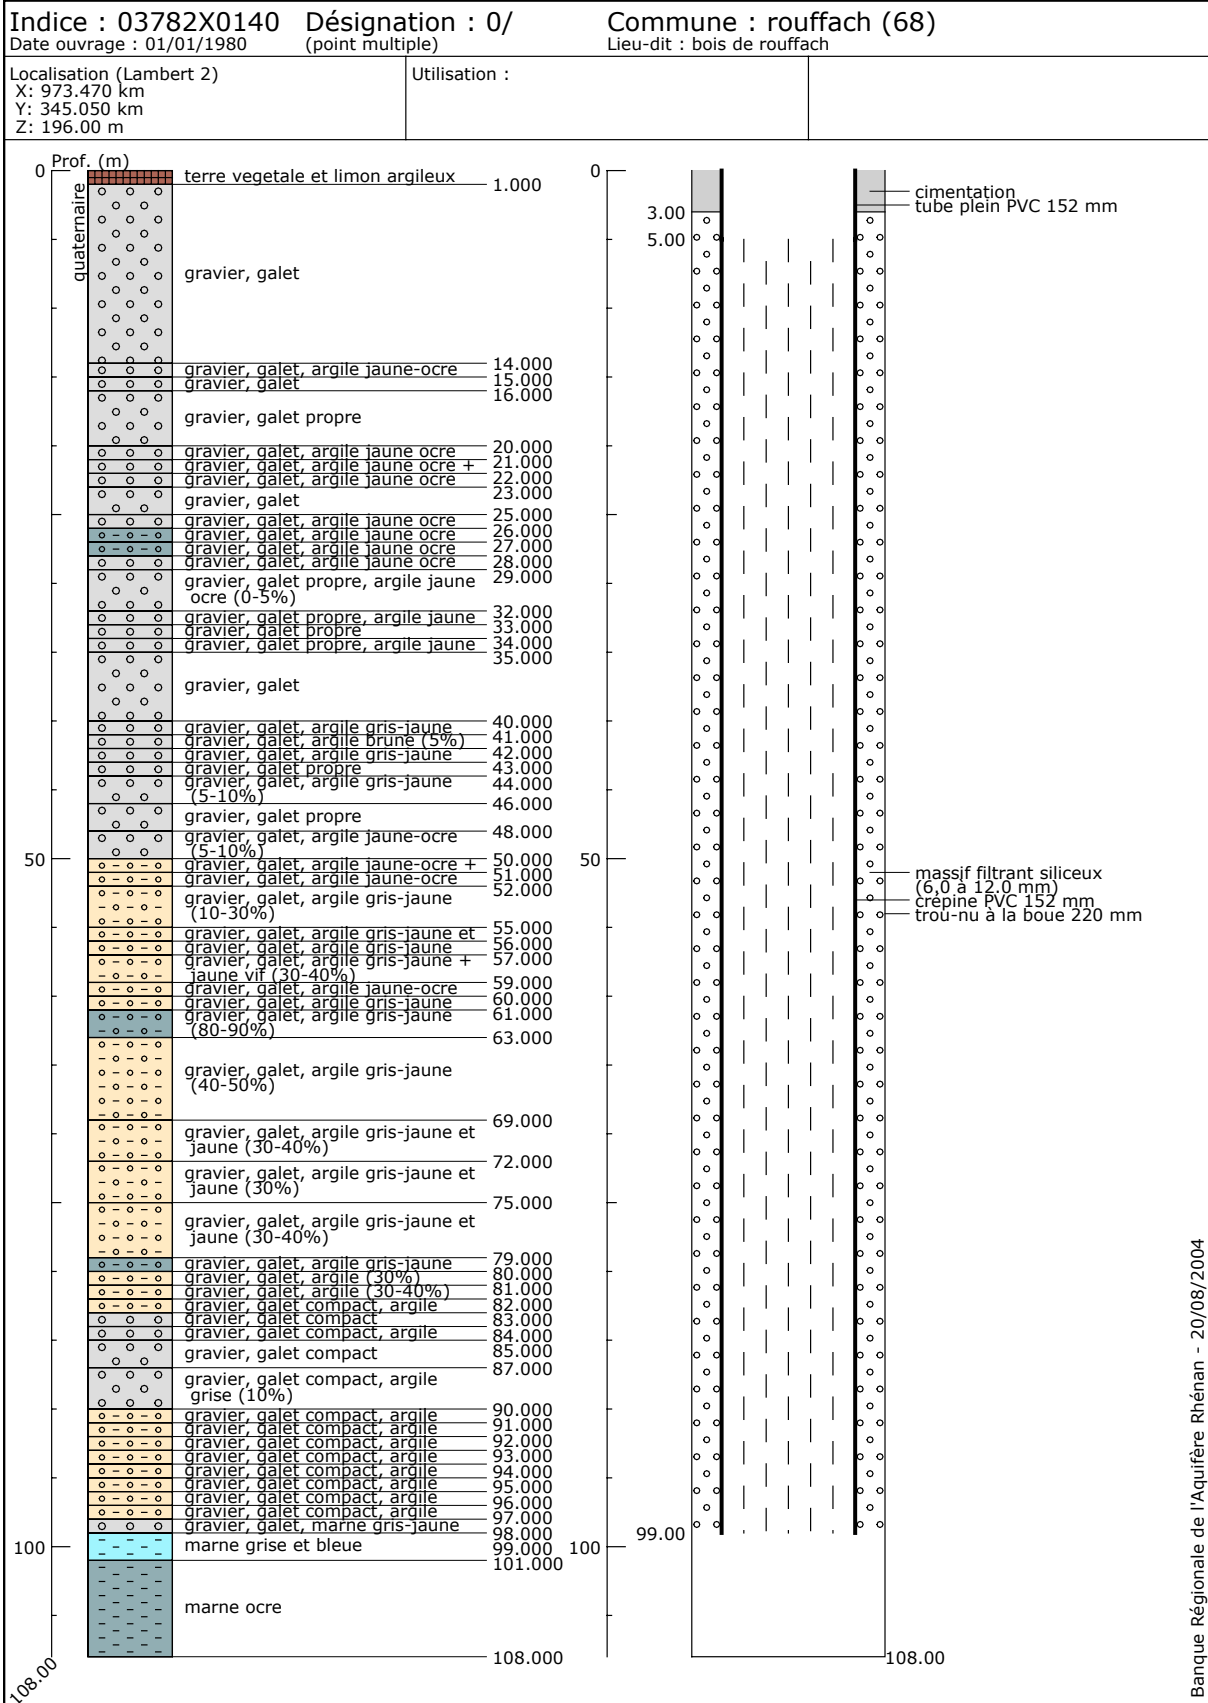 Indice : 03782X0140 Désignation : 0/ Commune : rouffach (68)
Date ouvrage : 01/01/1980 (point multiple) Lieu-dit : bois de rouffach
Localisation (Lambert 2) Utilisation :
X: 973.470 km
Y: 345.050 km
Z: 196.00 m
Prof. (m)
0
quaternaire
terre vegetale et limon argileux
1.000
gravier, galet
14.000
gravier, galet, argile jaune-ocre
15.000
gravier, galet
16.000
gravier, galet propre
20.000
gravier, galet, argile jaune ocre
21.000
gravier, galet, argile jaune ocre +
22.000
gravier, galet, argile jaune ocre
23.000
gravier, galet
25.000
gravier, galet, argile jaune ocre
26.000
gravier, galet, argile jaune ocre
27.000
gravier, galet, argile jaune ocre
28.000
gravier, galet, argile jaune ocre
29.000
gravier, galet propre, argile jaune
ocre (0-5%)
32.000
gravier, galet propre, argile jaune
33.000
gravier, galet propre
34.000
gravier, galet propre, argile jaune
35.000
gravier, galet
40.000
gravier, galet, argile gris-jaune
41.000
gravier, galet, argile brune (5%)
42.000
gravier, galet, argile gris-jaune
43.000
gravier, galet propre
44.000
gravier, galet, argile gris-jaune
(5-10%)
46.000
gravier, galet propre
48.000
gravier, galet, argile jaune-ocre
(5-10%)
50
50.000
gravier, galet, argile jaune-ocre +
51.000
gravier, galet, argile jaune-ocre
52.000
gravier, galet, argile gris-jaune
(10-30%)
55.000
gravier, galet, argile gris-jaune et
56.000
gravier, galet, argile gris-jaune
57.000
gravier, galet, argile gris-jaune +
jaune vif (30-40%)
59.000
gravier, galet, argile jaune-ocre
60.000
gravier, galet, argile gris-jaune
61.000
gravier, galet, argile gris-jaune
(80-90%)
63.000
gravier, galet, argile gris-jaune
(40-50%)
69.000
gravier, galet, argile gris-jaune et
jaune (30-40%)
72.000
gravier, galet, argile gris-jaune et
jaune (30%)
75.000
gravier, galet, argile gris-jaune et
jaune (30-40%)
79.000
gravier, galet, argile gris-jaune
80.000
gravier, galet, argile (30%)
81.000
gravier, galet, argile (30-40%)
82.000
gravier, galet compact, argile
83.000
gravier, galet compact
84.000
gravier, galet compact, argile
85.000
gravier, galet compact
87.000
gravier, galet compact, argile
grise (10%)
90.000
gravier, galet compact, argile
91.000
gravier, galet compact, argile
92.000
gravier, galet compact, argile
93.000
gravier, galet compact, argile
94.000
gravier, galet compact, argile
95.000
gravier, galet compact, argile
96.000
gravier, galet compact, argile
97.000
gravier, galet compact, argile
98.000
gravier, galet, marne gris-jaune
99.000
100
marne grise et bleue
101.000
marne ocre
108.000
108.00
0
3.00
5.00
cimentation
tube plein PVC 152 mm
50
massif filtrant siliceux
(6,0 à 12.0 mm)
crépine PVC 152 mm
trou-nu à la boue 220 mm
99.00
100
108.00
Banque Régionale de l'Aquifère Rhénan - 20/08/2004